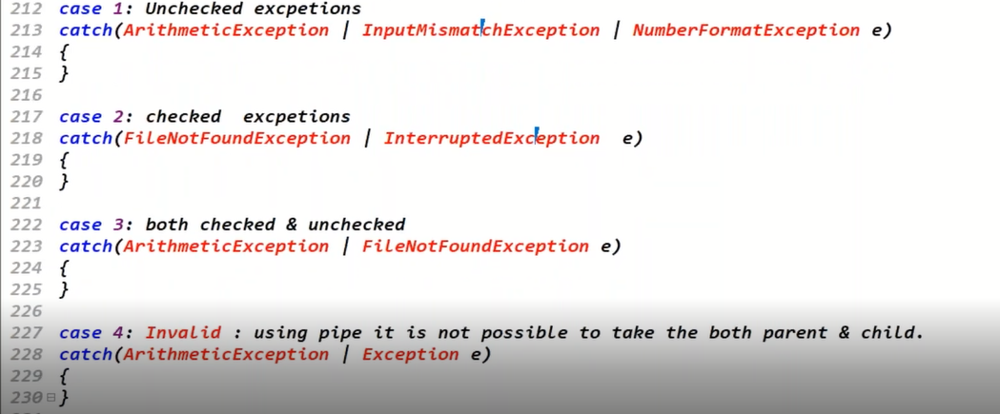 212 case 1: Unchecked excpetions
213 catch(ArithmeticException | InputMismatchException | NumberFormatException e)
214 {
215 }
216
217 case 2: checked  excpetions
218 catch(FileNotFoundException | InterruptedException  e)
219 {
220 }
221
222 case 3: both checked & unchecked
223 catch(ArithmeticException | FileNotFoundException e)
224 {
225 }
226
227 case 4: Invalid : using pipe it is not possible to take the both parent & child.
228 catch(ArithmeticException | Exception e)
229 {
230 }